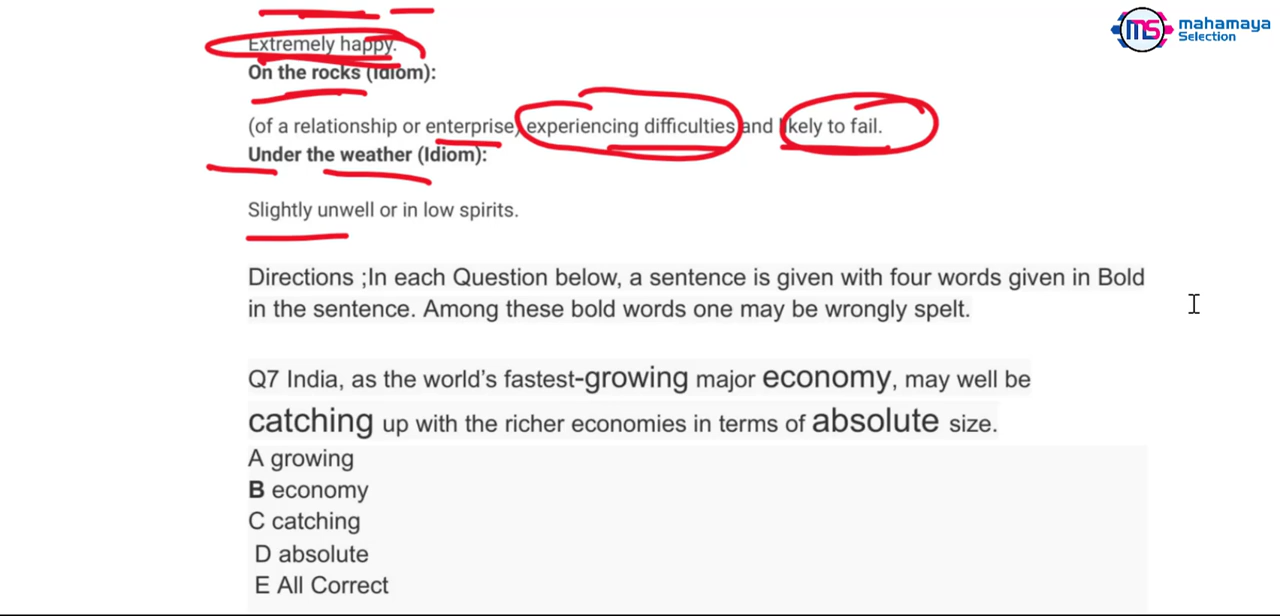 mahamaya
MS Selection
Extremely happy.
On the rocks (Idiom):
(of a relationship or enterprise) experiencing difficulties and likely to fail.
Under the weather (Idiom):
Slightly unwell or in low spirits.
Directions ;In each Question below, a sentence is given with four words given in Bold
in the sentence. Among these bold words one may be wrongly spelt.
Q7 India, as the world’s fastest-growing major economy, may well be
catching up with the richer economies in terms of absolute size.
A growing
B economy
C catching
D absolute
E All Correct